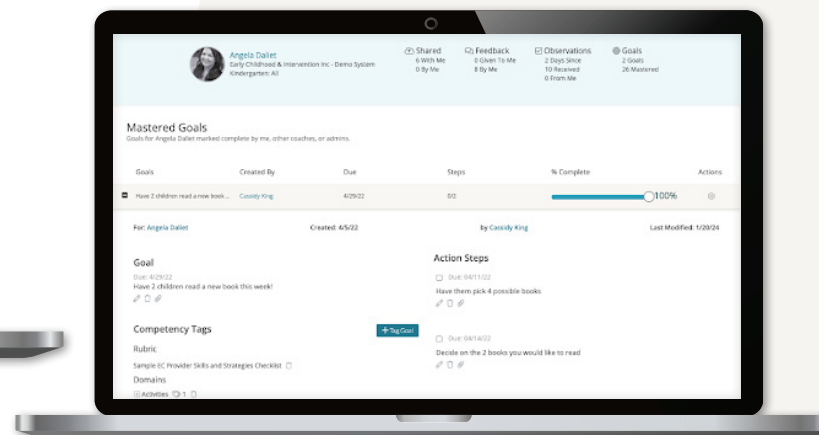 Angela Daliet
Early Childhood & Intervention Inc - Demo System
Kindergarten: All
Shared
6 With Me
0 By Me
Feedback
0 Given To Me
8 By Me
Observations
2 Days Since
10 Received
0 From Me
Goals
2 Goals
26 Mastered
Mastered Goals
Goals for Angela Daliet marked complete by me, other coaches, or admins.
Goals Created By Due Steps % Complete Actions
Have 2 children read a new book ... Cassidy King 4/29/22 0/2 100%
For: Angela Daliet Created: 4/5/22 by Cassidy King Last Modified: 1/20/24
Goal
Due: 4/29/22
Have 2 children read a new book this week!
Competency Tags
+ Tag Goal
Rubric
Sample EC Provider Skills and Strategies Checklist
Domains
Activities 1
Action Steps
Due: 04/11/22
Have them pick 4 possible books
Due: 04/14/22
Decide on the 2 books you would like to read